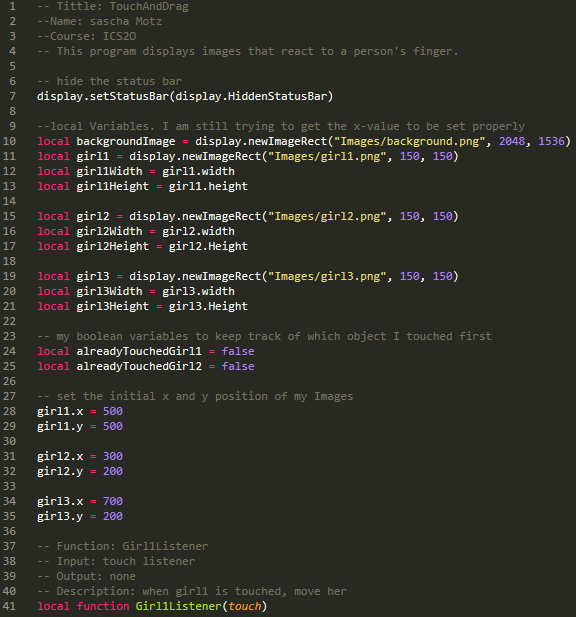 1 -- Tittle: TouchAndDrag
2 --Name: sascha Motz
3 --Course: ICS2O
4 -- This program displays images that react to a person's finger.
5
6 -- hide the status bar
7 display.setStatusBar(display.HiddenStatusBar)
8
9 --local Variables. I am still trying to get the x-value to be set properly
10 local backgroundImage = display.newImageRect("Images/background.png", 2048, 1536)
11 local girl1 = display.newImageRect("Images/girl1.png", 150, 150)
12 local girl1Width = girl1.width
13 local girl1Height = girl1.height
14
15 local girl2 = display.newImageRect("Images/girl2.png", 150, 150)
16 local girl2Width = girl2.width
17 local girl2Height = girl2.Height
18
19 local girl3 = display.newImageRect("Images/girl3.png", 150, 150)
20 local girl3Width = girl3.width
21 local girl3Height = girl3.Height
22
23 -- my boolean variables to keep track of which object I touched first
24 local alreadyTouchedGirl1 = false
25 local alreadyTouchedGirl2 = false
26
27 -- set the initial x and y position of my Images
28 girl1.x = 500
29 girl1.y = 500
30
31 girl2.x = 300
32 girl2.y = 200
33
34 girl3.x = 700
35 girl3.y = 200
36
37 -- Function: Girl1Listener
38 -- Input: touch listener
39 -- Output: none
40 -- Description: when girl1 is touched, move her
41 local function Girl1Listener(touch)